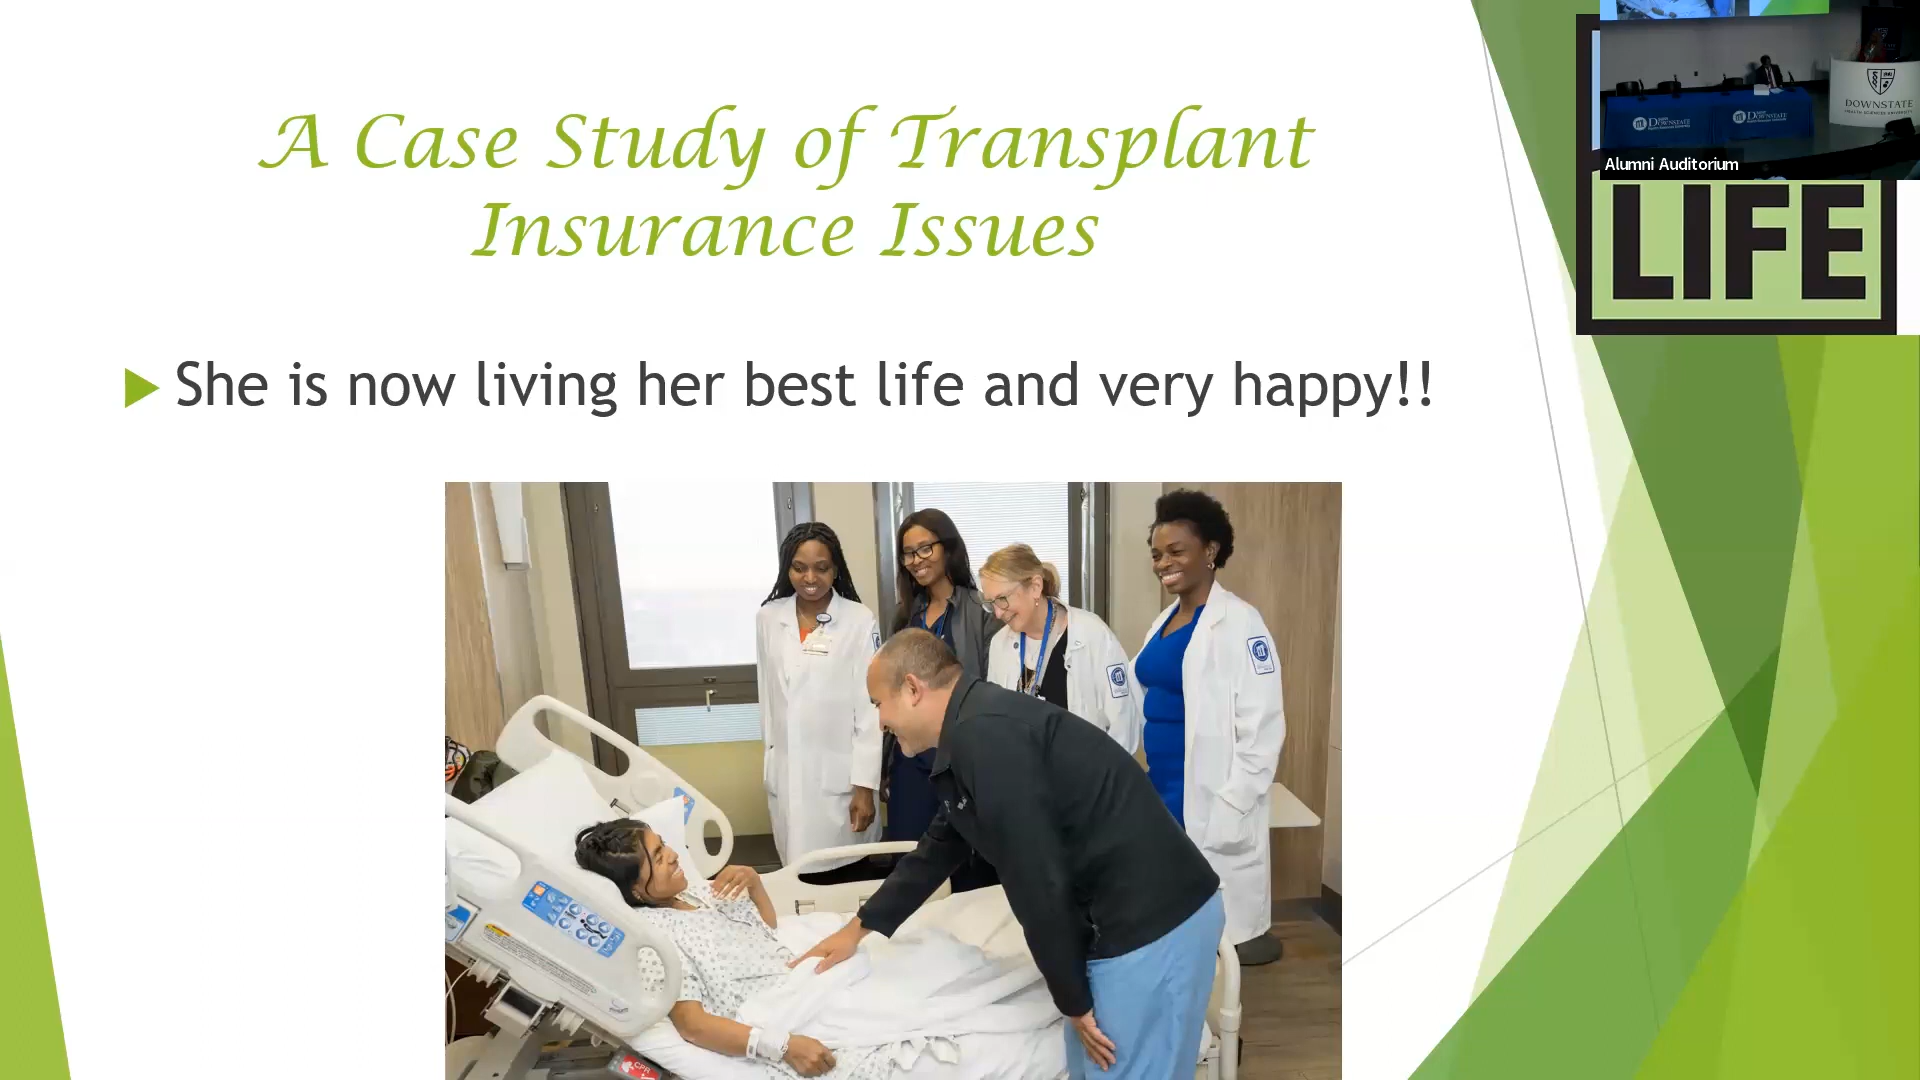 A Case Study of Transplant
Insurance Issues
She is now living her best life and very happy!!
Alumni Auditorium
DOWNSTATE
LIFE
CPR